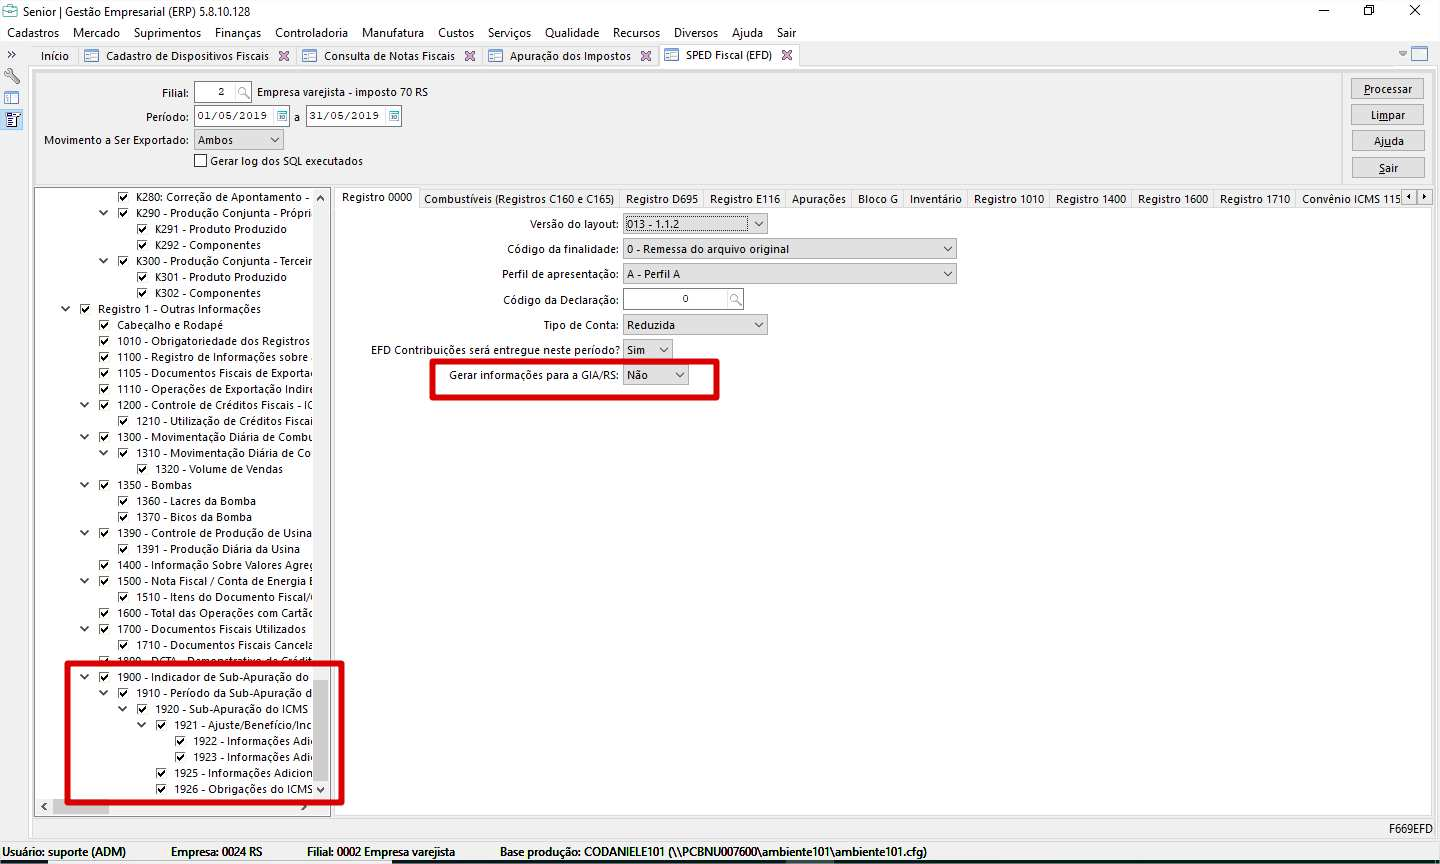 Senior | Gestão Empresarial (ERP) 5.8.10.128
Cadastros Mercado Suprimentos Finanças Controladoria Manufatura Custos Serviços Qualidade Recursos Diversos Ajuda Sair
Início Cadastro de Dispositivos Fiscais Consulta de Notas Fiscais Apuração dos Impostos SPED Fiscal (EFD)
Filial: 2 Empresa varejista - imposto 70 RS
Período: 01/05/2019 a 31/05/2019
Movimento a Ser Exportado: Ambos
Gerar log dos SQL executados
Processar
Limpar
Ajuda
Sair
K280: Correção de Apontamento -
K290 - Produção Conjunta - Própri
K291 - Produto Produzido
K292 - Componentes
K300 - Produção Conjunta - Terceir
K301 - Produto Produzido
K302 - Componentes
Registro 1 - Outras Informações
Cabeçalho e Rodapé
1010 - Obrigatoriedade dos Registros
1100 - Registro de Informações sobre
1105 - Documentos Fiscais de Exporta
1110 - Operações de Exportação Indire
1200 - Controle de Créditos Fiscais - IC
1210 - Utilização de Créditos Fiscai
1300 - Movimentação Diária de Combu
1310 - Movimentação Diária de Co
1320 - Volume de Vendas
1350 - Bombas
1360 - Lacres da Bomba
1370 - Bicos da Bomba
1390 - Controle de Produção de Usina
1391 - Produção Diária da Usina
1400 - Informação Sobre Valores Agreg
1500 - Nota Fiscal / Conta de Energia E
1510 - Itens do Documento Fiscal/
1600 - Total das Operações com Cartão
1700 - Documentos Fiscais Utilizados
1710 - Documentos Fiscais Cancela
1800 - DCTA - Demonstrativo de Crédit
1900 - Indicador de Sub-Apuração do
1910 - Período da Sub-Apuração d
1920 - Sub-Apuração do ICMS
1921 - Ajuste/Benefício/Inc
1922 - Informações Adi
1923 - Informações Adi
1925 - Informações Adicion
1926 - Obrigações do ICMS
Registro 0000 Combustíveis (Registros C160 e C165) Registro D695 Registro E116 Apurações Bloco G Inventário Registro 1010 Registro 1400 Registro 1600 Registro 1710 Convênio ICMS 115
Versão do layout: 013 - 1.1.2
Código da finalidade: 0 - Remessa do arquivo original
Perfil de apresentação: A - Perfil A
Código da Declaração: 0
Tipo de Conta: Reduzida
EFD Contribuições será entregue neste período? Sim
Gerar informações para a GIA/RS: Não
F669EFD
Usuário: suporte (ADM) Empresa: 0024 RS Filial: 0002 Empresa varejista Base produção: CODANIELE101 (\\PCBNU007600\ambiente101\ambiente101.cfg)